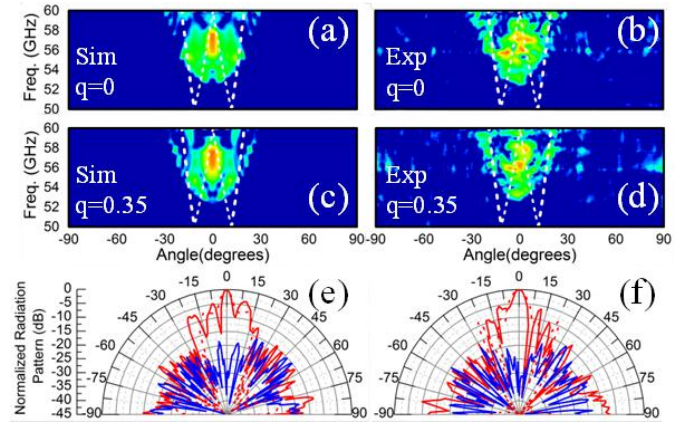 60
58
56
54
52
50
Freq. (GHz)
Sim
q=0
(a)
Exp
q=0
(b)
60
58
56
54
52
50
Freq. (GHz)
Sim
q=0.35
(c)
Exp
q=0.35
(d)
-90 -60 -30 0 30 60 90
-90 -60 -30 0 30 60 90
Angle(degrees)
Angle(degrees)
Normalized Radiation
Pattern (dB)
0
-5
-10
-15
-20
-25
-30
-35
-40
-45
-90
-75
-60
-45
-30
-15
0
15
30
45
60
75
90
(e)
-90
-75
-60
-45
-30
-15
0
15
30
45
60
75
90
(f)